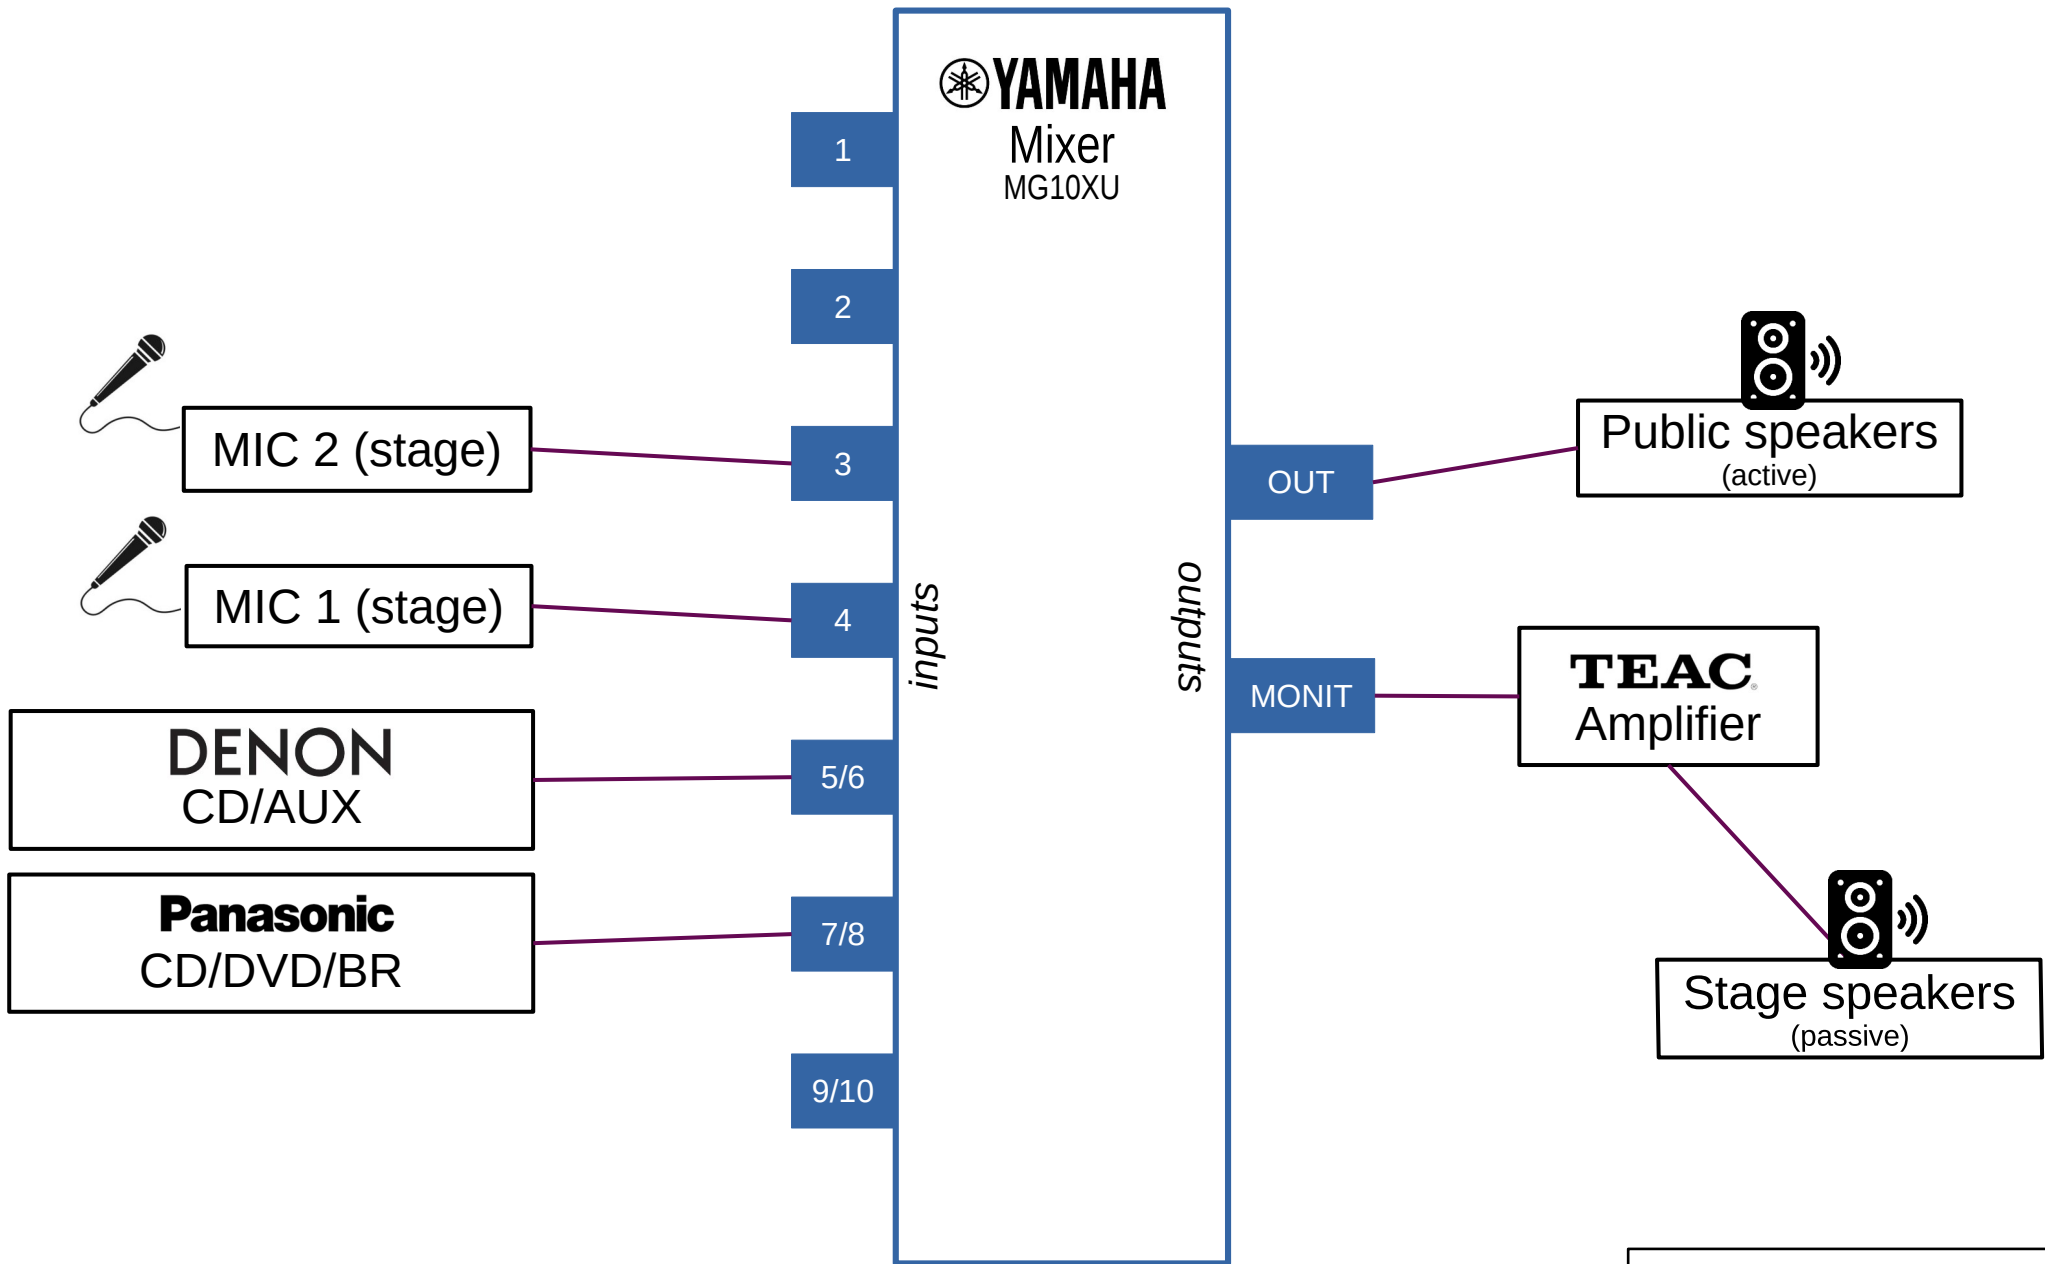 YAMAHA
Mixer
MG10XU
1
2
3
4
5/6
7/8
9/10
inputs
outputs
MIC 2 (stage)
MIC 1 (stage)
DENON
CD/AUX
Panasonic
CD/DVD/BR
OUT
MONIT
Public speakers
(active)
TEAC®
Amplifier
Stage speakers
(passive)